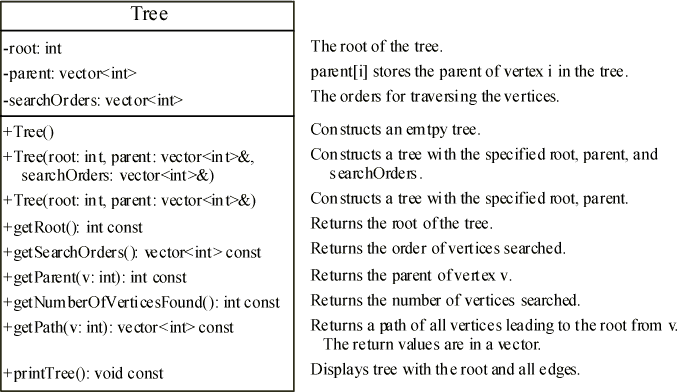 Tree
-root: int The root of the tree.
-parent: vector<int> parent[i] stores the parent of vertex i in the tree.
-searchOrders: vector<int> The orders for traversing the vertices.
+Tree() Constructs an emtpy tree.
+Tree(root: int, parent: vector<int>&, Constructs a tree with the specified root, parent, and
searchOrders: vector<int>&) searchOrders.
+Tree(root: int, parent: vector<int>&) Constructs a tree with the specified root, parent.
+getRoot(): int const Returns the root of the tree.
+getSearchOrders(): vector<int> const Returns the order of vertices searched.
+getParent(v: int): int const Returns the parent of vertex v.
+getNumberOfVerticesFound(): int const Returns the number of vertices searched.
+getPath(v: int): vector<int> const Returns a path of all vertices leading to the root from v.
The return values are in a vector.
+printTree(): void const Displays tree with the root and all edges.